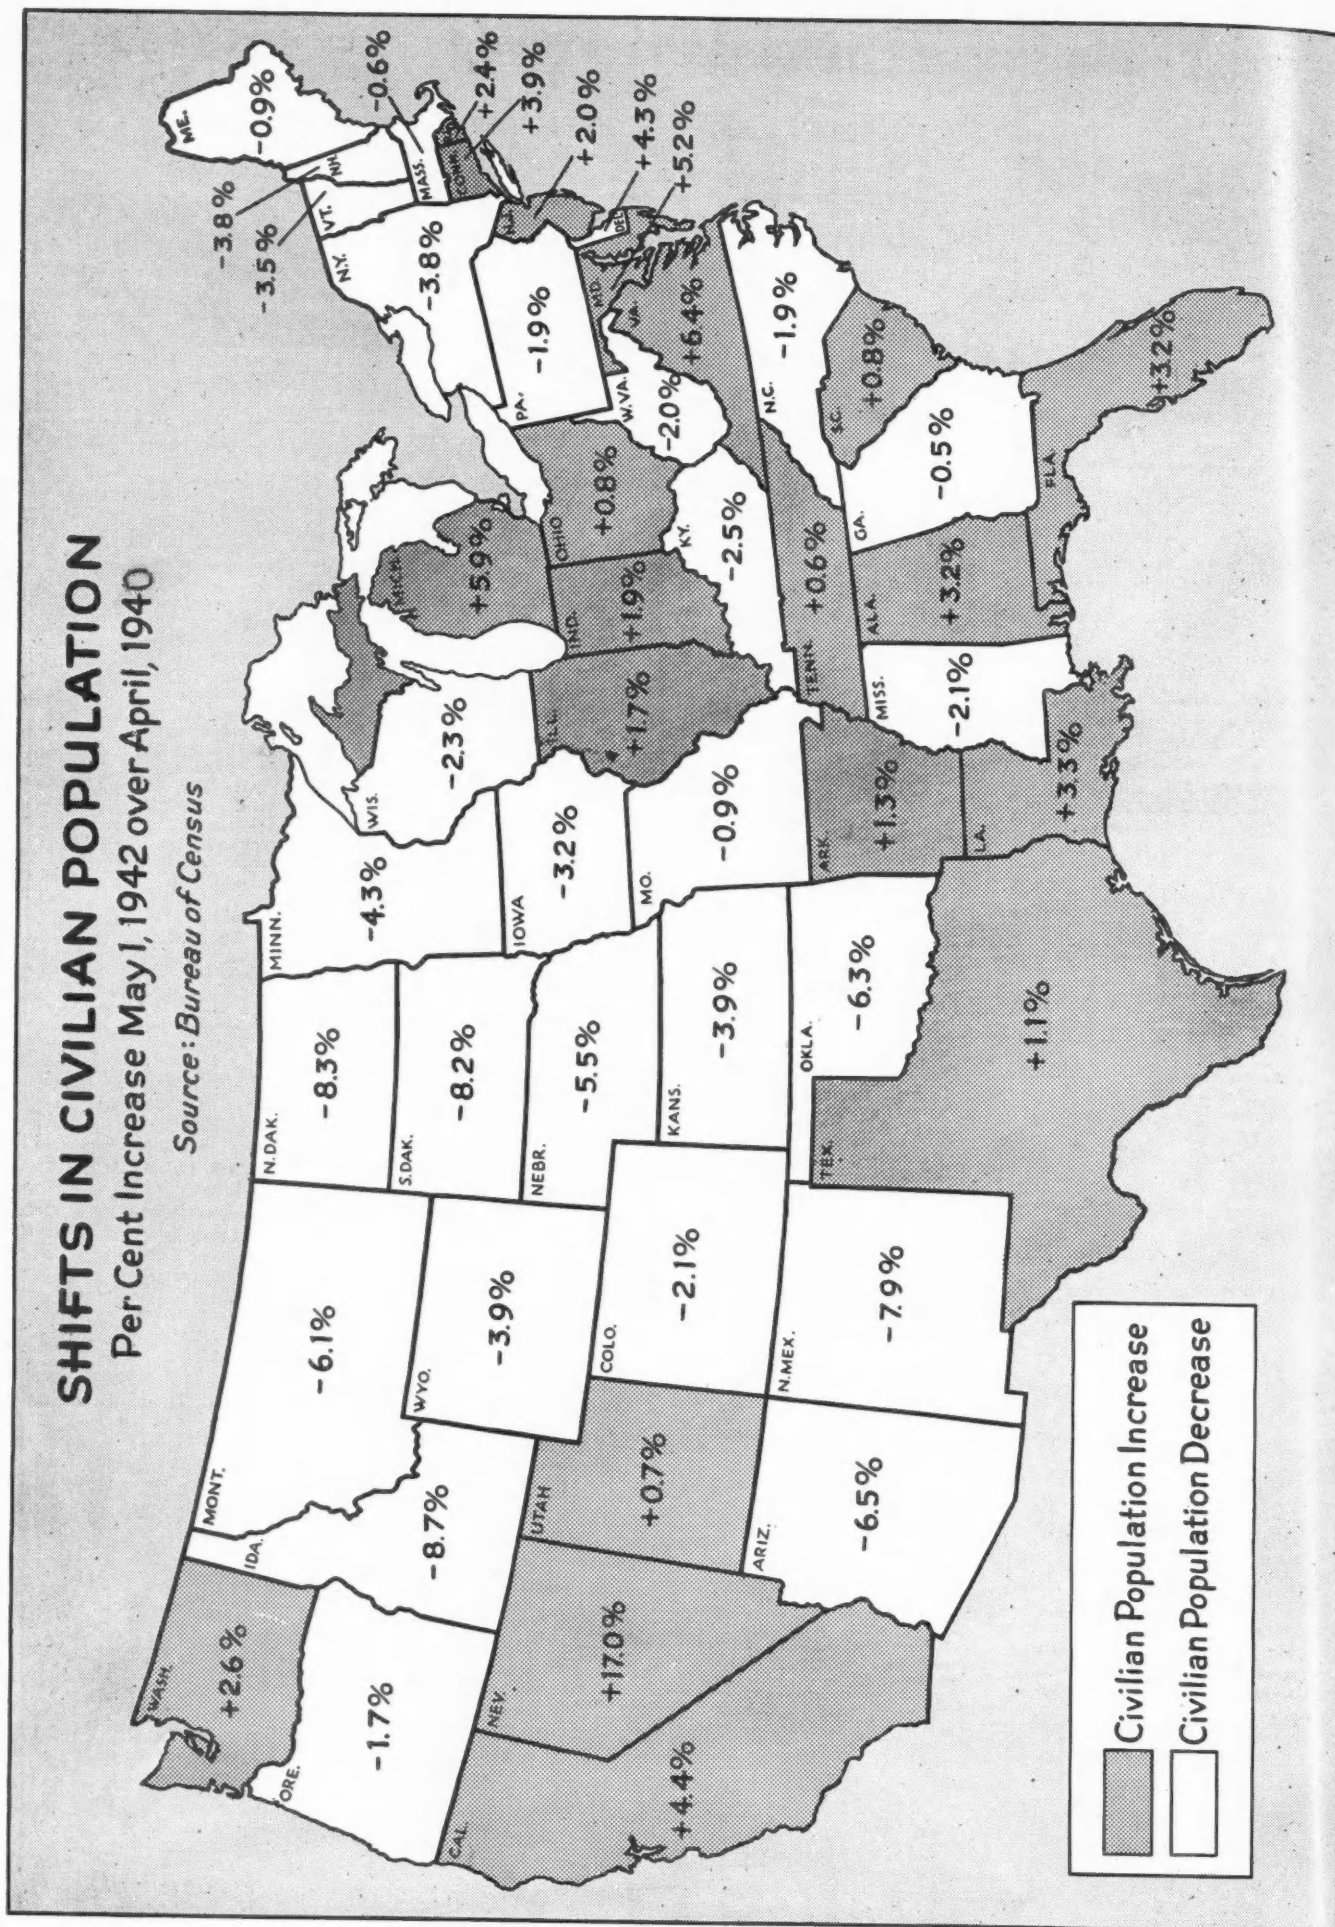 SHIFTS IN CIVILIAN POPULATION
Per Cent Increase May 1, 1942 over April, 1940
Source: Bureau of Census
WASH.
+2.6%
ORE.
-1.7%
CAL.
+4.4%
NEV.
+17.0%
IDA.
-8.7%
MONT.
-6.1%
WYO.
-3.9%
UTAH
+0.7%
COLO.
-2.1%
ARIZ.
-6.5%
N.MEX.
-7.9%
N.DAK.
-8.3%
S.DAK.
-8.2%
NEBR.
-5.5%
KANS.
-3.9%
OKLA.
-6.3%
TEX.
+1.1%
MINN.
-4.3%
IOWA
-3.2%
MO.
-0.9%
ARK.
+1.3%
LA.
+3.3%
WIS.
-2.3%
ILL.
+1.7%
MICH.
+5.9%
IND.
+1.9%
OHIO
+0.8%
KY.
-2.5%
TENN.
+0.6%
MISS.
-2.1%
ALA.
+3.2%
GA.
-0.5%
FLA.
+3.2%
S.C.
+0.8%
N.C.
-1.9%
VA.
+6.4%
W.VA.
-2.0%
PA.
-1.9%
N.Y.
-3.8%
VT.
-3.5%
NH.
-3.8%
ME.
-0.9%
MASS.
-0.6%
+2.4%
CONN.
+3.9%
N.J.
+2.0%
DEL.
+4.3%
MD.
+5.2%
Civilian Population Increase
Civilian Population Decrease